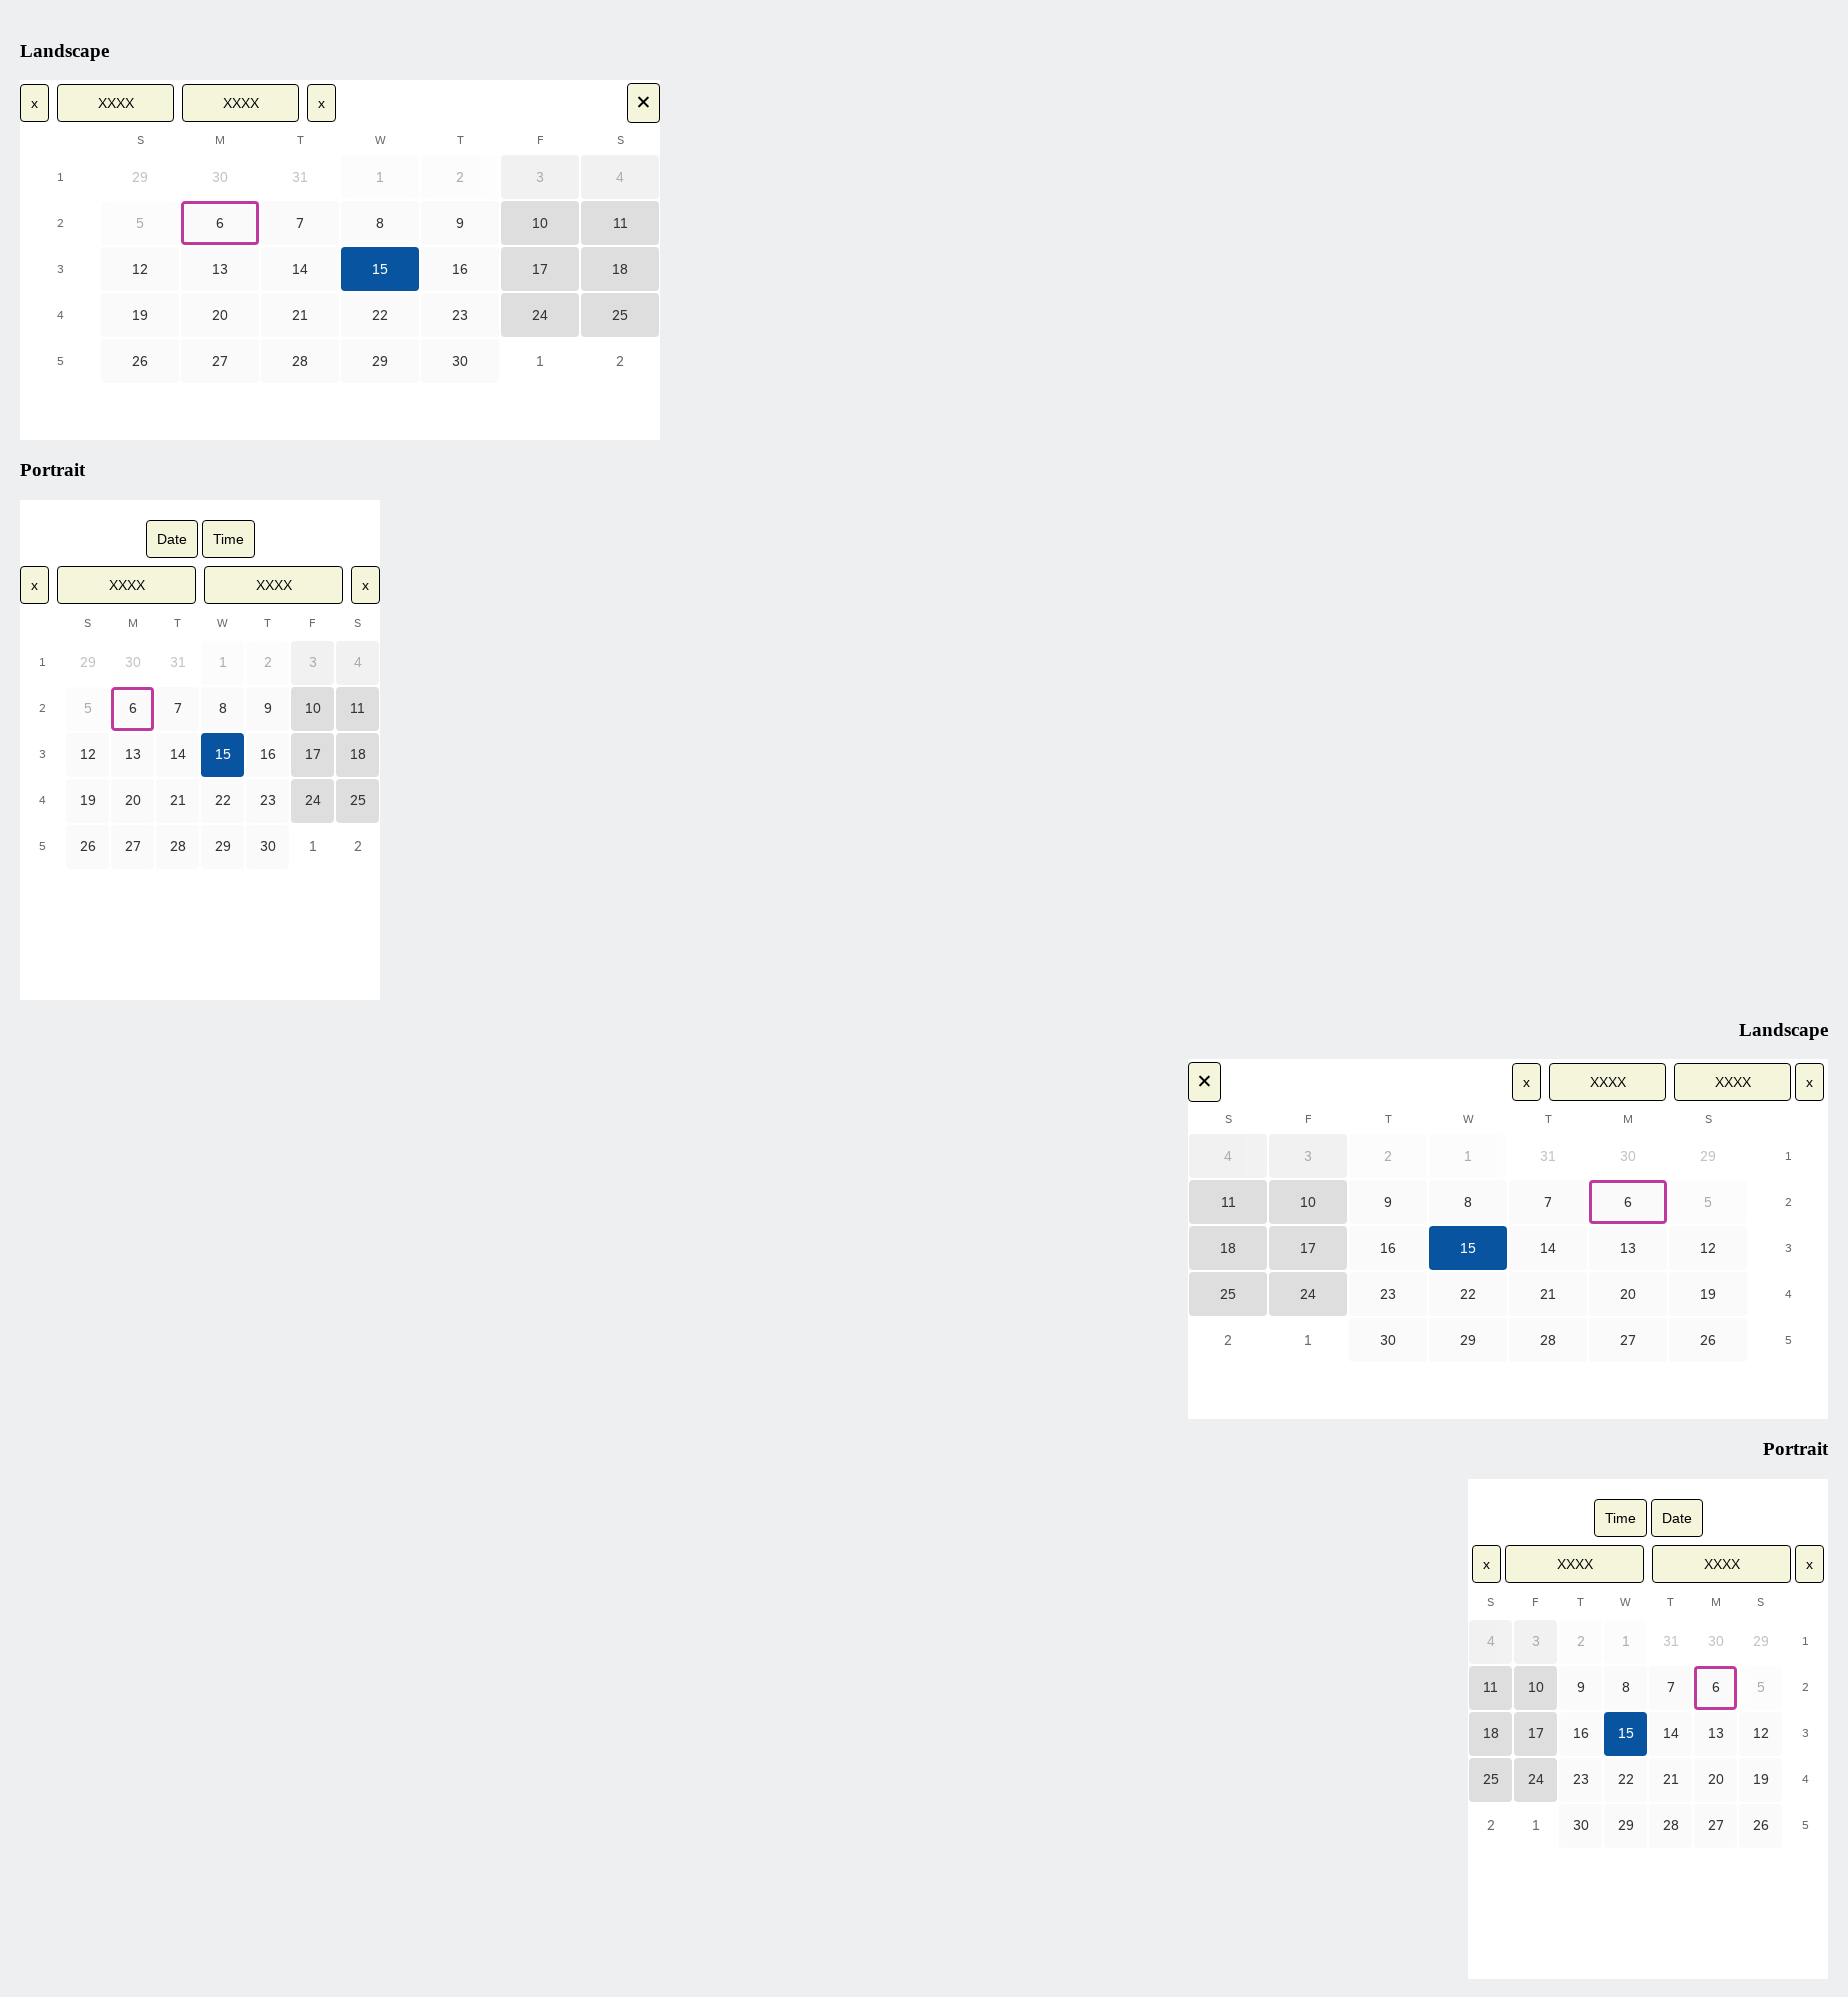 Landscape
x XXXX XXXX x ✕
S M T W T F S
1 29 30 31 1 2 3 4
2 5 6 7 8 9 10 11
3 12 13 14 15 16 17 18
4 19 20 21 22 23 24 25
5 26 27 28 29 30 1 2
Portrait
Date Time
x XXXX XXXX x
S M T W T F S
1 29 30 31 1 2 3 4
2 5 6 7 8 9 10 11
3 12 13 14 15 16 17 18
4 19 20 21 22 23 24 25
5 26 27 28 29 30 1 2
Landscape
✕ x XXXX XXXX x
S F T W T M S
4 3 2 1 31 30 29 1
11 10 9 8 7 6 5 2
18 17 16 15 14 13 12 3
25 24 23 22 21 20 19 4
2 1 30 29 28 27 26 5
Portrait
Time Date
x XXXX XXXX x
S F T W T M S
4 3 2 1 31 30 29 1
11 10 9 8 7 6 5 2
18 17 16 15 14 13 12 3
25 24 23 22 21 20 19 4
2 1 30 29 28 27 26 5